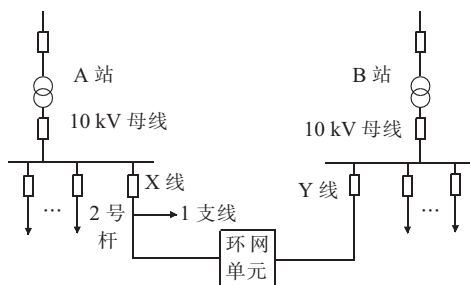 A 站
B 站
10 kV 母线
10 kV 母线
X 线
Y 线
...
...
2 号
杆
1 支线
环 网
单元